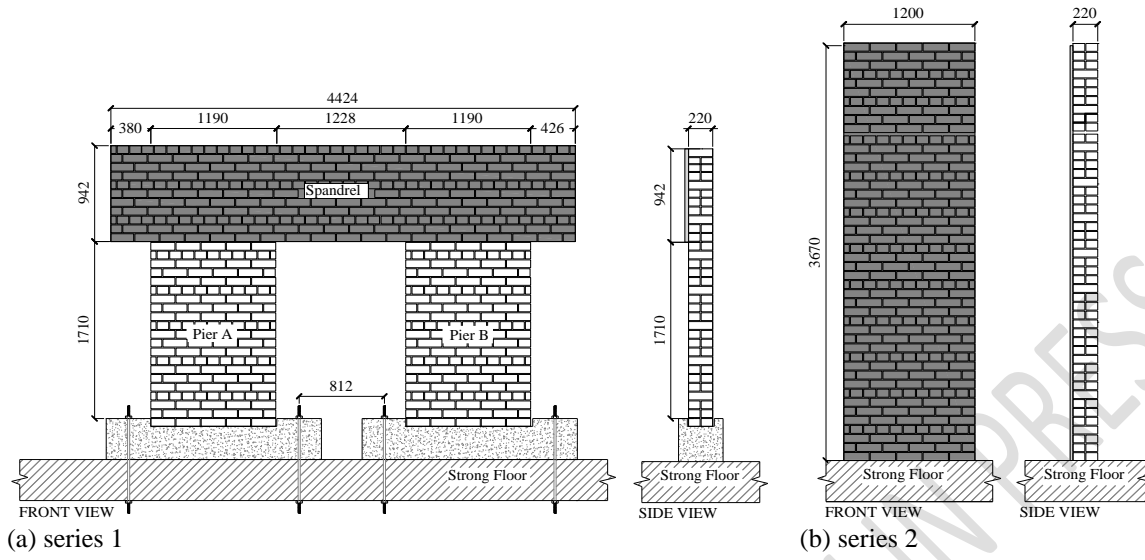 4424
380 1190 1228 1190 426
942
Spandrel
1710
Pier A
Pier B
812
Strong Floor
FRONT VIEW
220
942
1710
Strong Floor
SIDE VIEW
(a) series 1
1200
3670
Strong Floor
FRONT VIEW
220
Strong Floor
SIDE VIEW
(b) series 2
IN PRESS